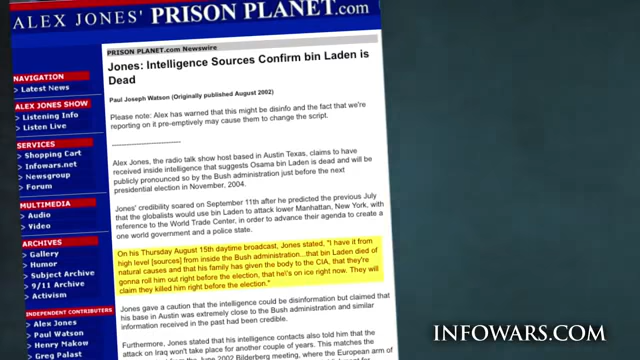 ALEX JONES' PRISON PLANET.com
PRISON PLANET.com Newswire
Jones: Intelligence Sources Confirm bin Laden is
Dead
Paul Joseph Watson (Originally published August 2002)
Please note: Alex has warned that this might be disinfo and the fact that we're
reporting on it pre-emptively may cause them to change the script.
Alex Jones, the radio talk show host based in Austin Texas, claims to have
received inside intelligence that suggests Osama bin Laden is dead and will be
publically pronounced so by the Bush administration just before the next
presidential election in November, 2004.
Jones' credibility soared on September 11th after he predicted the previous July
that the globalists would use bin Laden to attack lower Manhattan, New York, with
reference to the World Trade Center, in order to advance their agenda to create a
one world government and a police state.
On his Thursday August 15th daytime broadcast, Jones stated, "I have it from
high level [sources] from inside the Bush administration...that bin Laden died of
natural causes and that his family has given the body to the CIA, that they're
gonna roll him out right before the election, that he\'s on ice right now. They will
claim they killed him right before the election."
Jones gave a caution that the intelligence could be disinformation but claimed that
his base in Austin was extremely close to the Bush administration and similar
information received in the past had been credible.
Furthermore, Jones stated that his intelligence contacts also told him that the
attack on Iraq won't take place for another couple of years. This matches the
from the June 2002 Bilderberg meeting, where the European arm of
NAVIGATION
> Latest News
ALEX JONES SHOW
> Listening Info
> Listen Live
SERVICES
> Shopping Cart
> Infowars.net
> Newsgroup
> Forum
MULTIMEDIA
> Audio
> Video
ARCHIVES
> Gallery
> Humor
> Subject Archive
> 9/11 Archive
> Activism
INDEPENDENT CONTRIBUTORS
> Alex Jones
> Paul Watson
> Henry Makow
> Greg Palast
INFOWARS.COM